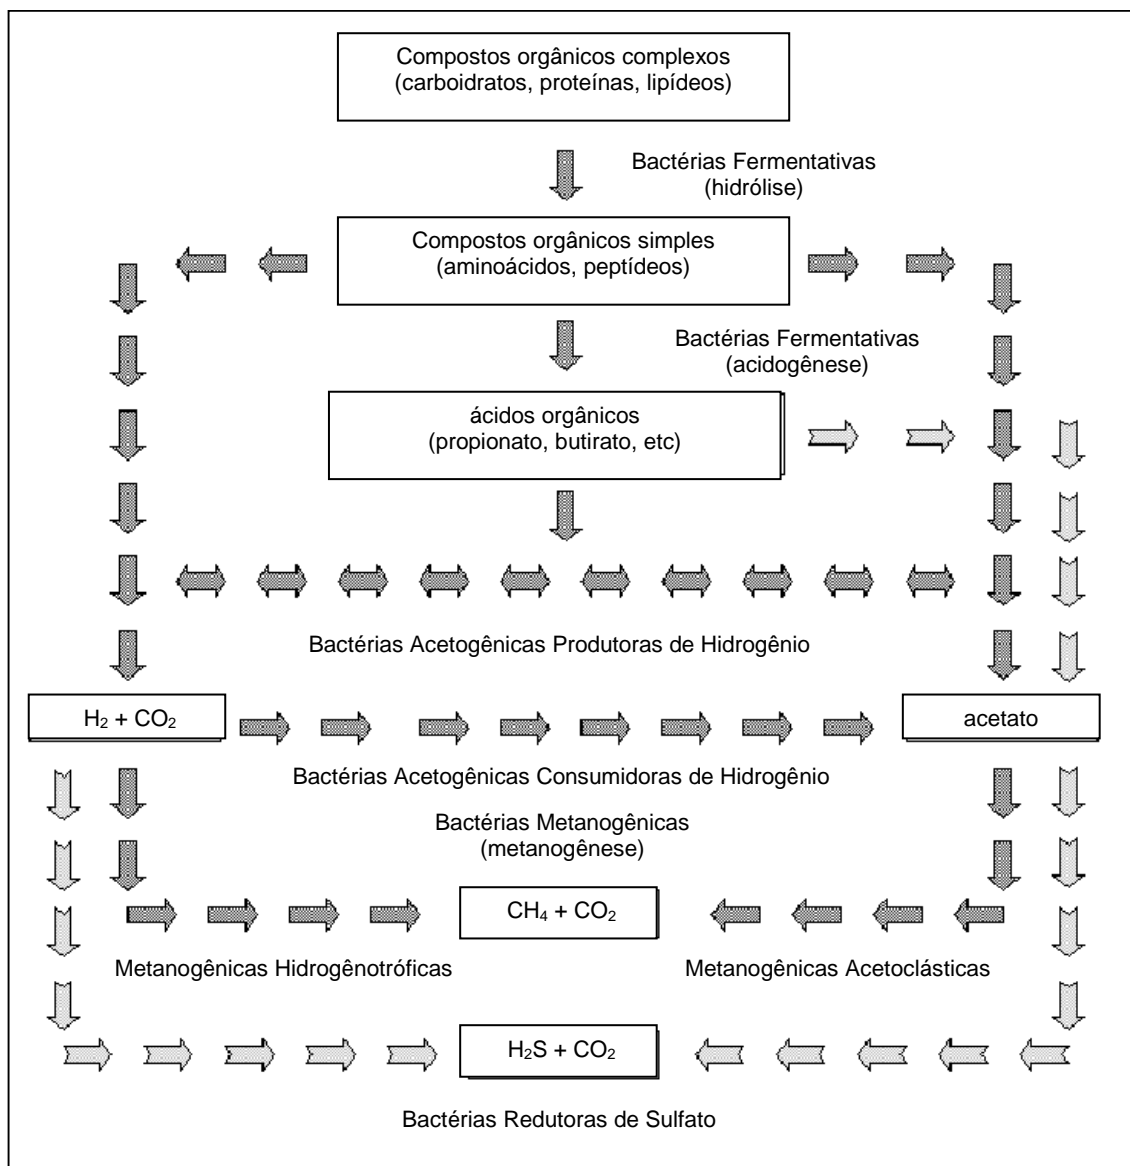 Compostos orgânicos complexos
(carboidratos, proteínas, lipídeos)
Bactérias Fermentativas
(hidrólise)
Compostos orgânicos simples
(aminoácidos, peptídeos)
Bactérias Fermentativas
(acidogênese)
ácidos orgânicos
(propionato, butirato, etc)
Bactérias Acetogênicas Produtoras de Hidrogênio
H₂ + CO₂
acetato
Bactérias Acetogênicas Consumidoras de Hidrogênio
Bactérias Metanogênicas
(metanogênese)
CH₄ + CO₂
Metanogênicas Hidrogênotróficas
Metanogênicas Acetoclásticas
H₂S + CO₂
Bactérias Redutoras de Sulfato